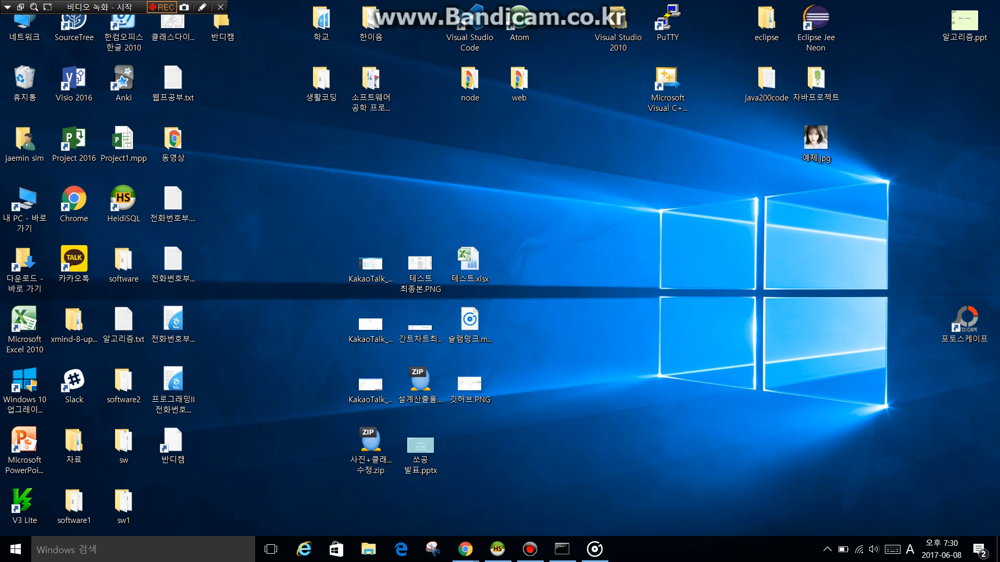 비디오 녹화 - 시작
REC
www.Bandicam.co.kr
네트워크
SourceTree
한컴오피스
한글 2010
클래스다이...
반디캠
학교
한이음
Visual Studio
Code
Atom
Visual Studio
2010
PuTTY
eclipse
Eclipse Jee
Neon
알고리즘.ppt
휴지통
Visio 2016
Anki
웹프공부.txt
생활코딩
소프트웨어
공학 프로...
node
web
Microsoft
Visual C+...
java200code
자바프로젝트
jaemin sim
Project 2016
Project1.mpp
동영상
예제.jpg
내 PC - 바로
가기
Chrome
HS
HeidiSQL
전화번호부....
다운로드 -
바로 가기
TALK
카카오톡
software
전화번호부...
KakaoTalk_...
테스트
최종본.PNG
테스트.xlsx
Microsoft
Excel 2010
xmind-8-up...
알고리즘.txt
전화번호부...
KakaoTalk_...
간트차트최...
슬램덩크.m...
포토스케이프
Windows 10
업그레이...
Slack
software2
프로그래밍II
전화번호...
KakaoTalk_...
ZIP
설계산출물....
깃허브.PNG
Microsoft
PowerPoi...
자료
sw
반디캠
ZIP
사진+클래...
수정.zip
쏘공
발표.pptx
V3 Lite
software1
sw1
Windows 검색
HS
A
오후 7:30
2017-06-08
2